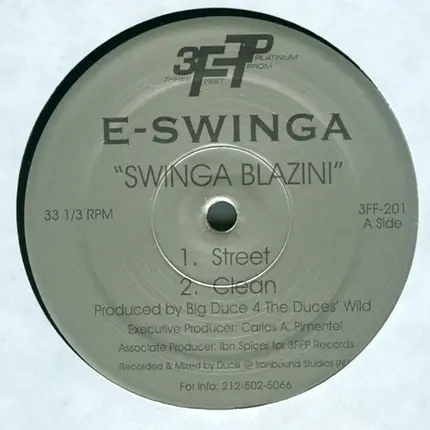 3FFP
THREE FEET
PLATINUM FROM
E-SWINGA
"SWINGA BLAZINI"
33 1/3 RPM
3FF-201
A Side
1. Street
2. Clean
Produced by Big Duce 4 The Duces' Wild
Executive Producer: Carlos A. Pimentel
Associate Producer: Ibn Spicer for 3FFP Records
Recorded & Mixed by Duce @ Ironbound Studios
For Info: 212-502-5066